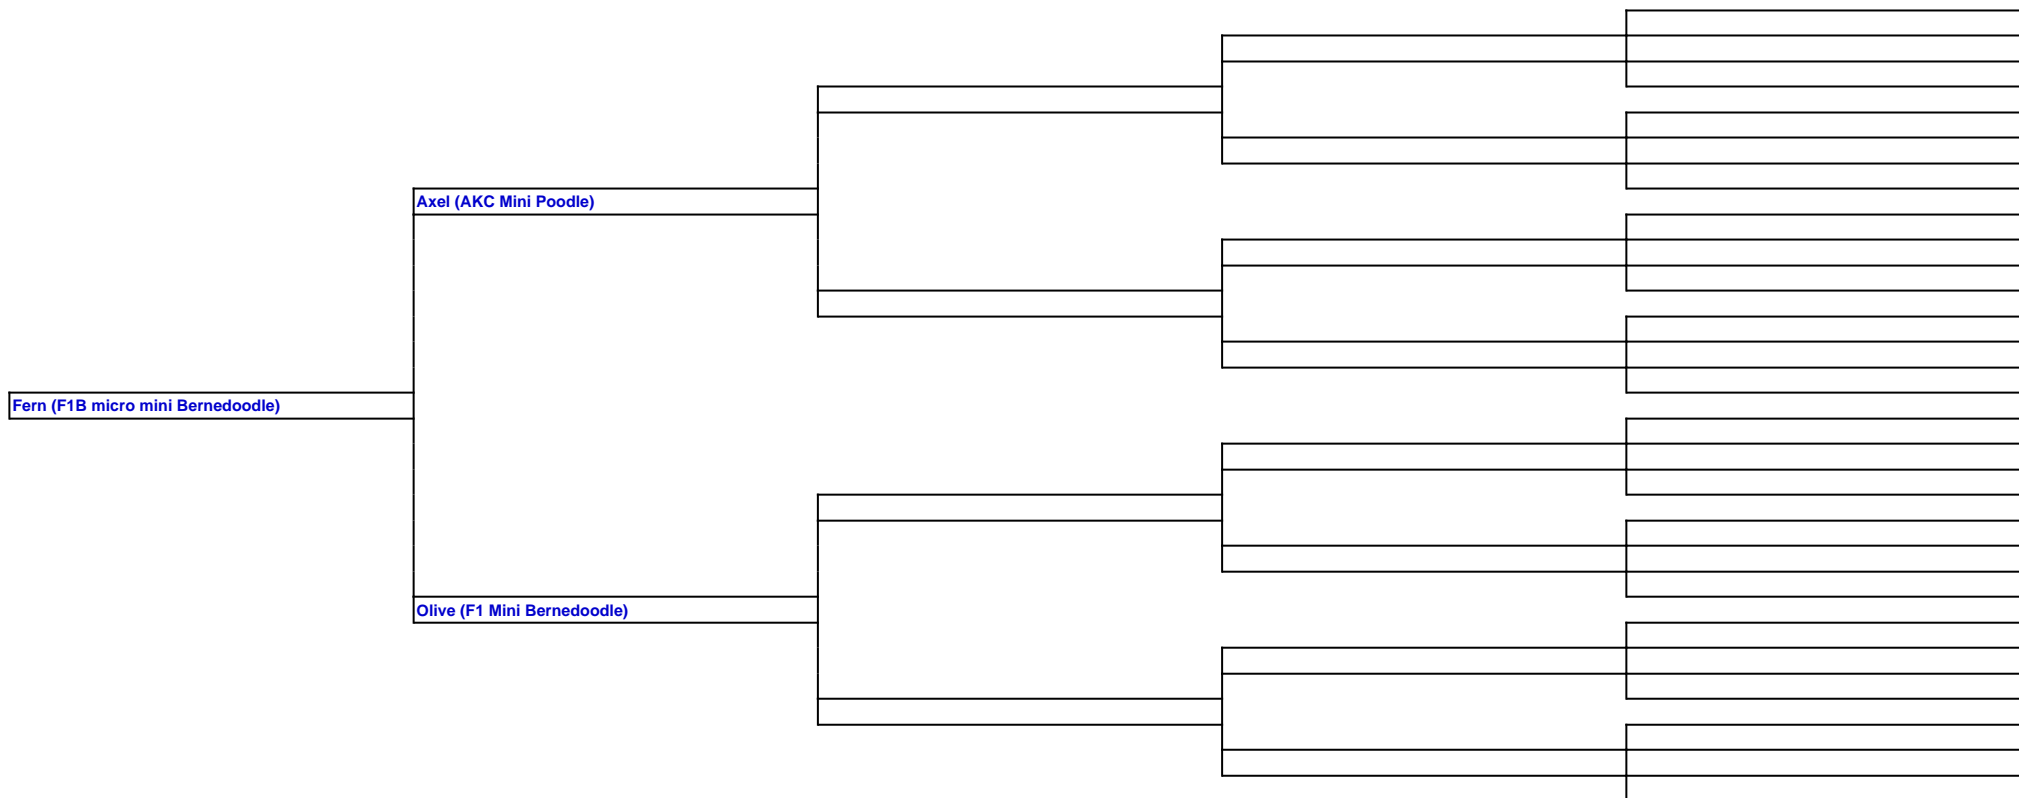 Axel (AKC Mini Poodle)
Fern (F1B micro mini Bernedoodle)
Olive (F1 Mini Bernedoodle)